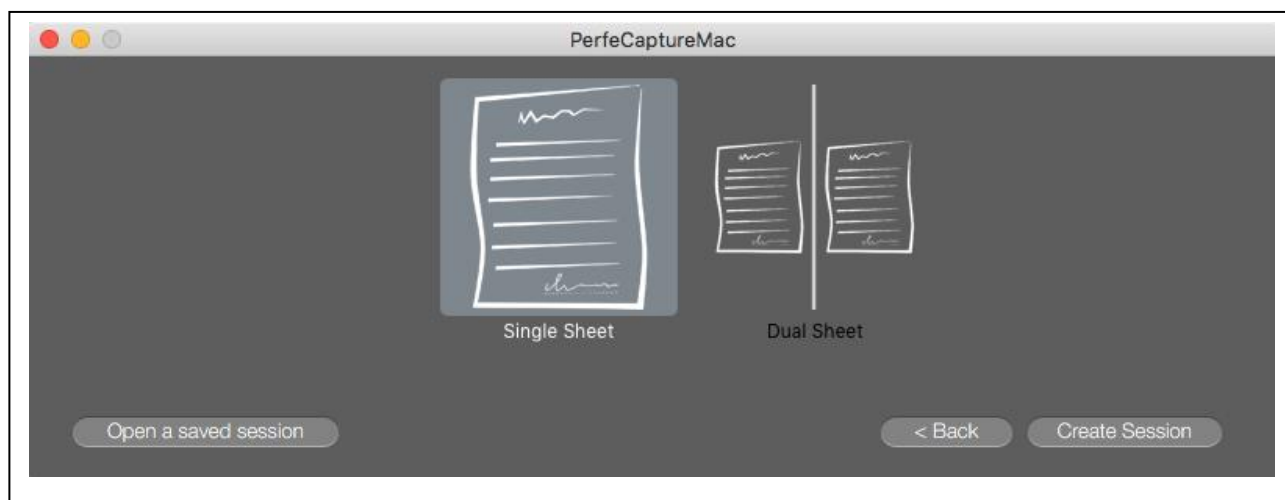 PerfeCaptureMac
Single Sheet
Dual Sheet
Open a saved session
< Back
Create Session